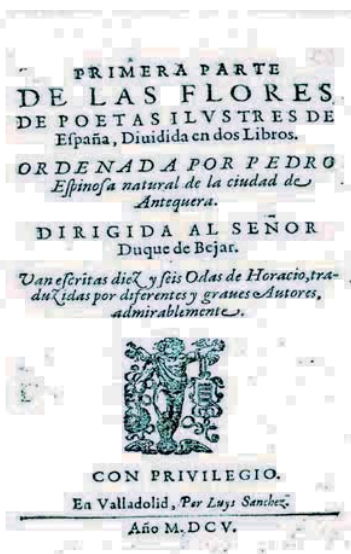 PRIMERA PARTE
DE LAS FLORES
DE POETAS ILVSTRES DE
Eſpaña, Diuidida en dos Libros.
ORDENADA POR PEDRO
Eſpinoſa natural de la ciudad de
Antequera.
DIRIGIDA AL SEÑOR
Duque de Bejar.
Van eſcritas diez y ſeis Odas de Horacio, tra-
duzidas por diferentes y graues Autores,
admirablemente.
CON PRIVILEGIO.
En Valladolid, Por Luys Sanchez.
Año M.DCV.